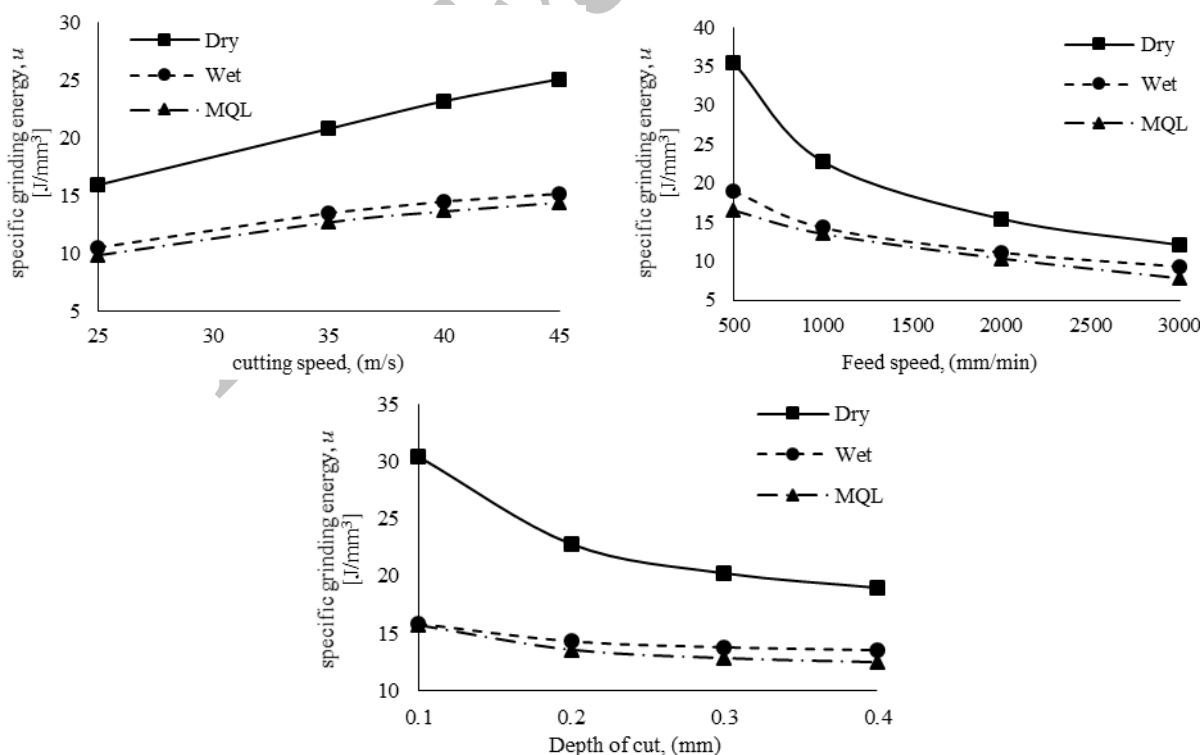 specific grinding energy, u
[J/mm³]
30
25
20
15
10
5
Dry
Wet
MQL
25
30
35
40
45
cutting speed, (m/s)
specific grinding energy, u
[J/mm³]
40
35
30
25
20
15
10
5
Dry
Wet
MQL
500
1000
1500
2000
2500
3000
Feed speed, (mm/min)
specific grinding energy, u
[J/mm³]
35
30
25
20
15
10
Dry
Wet
MQL
0.1
0.2
0.3
0.4
Depth of cut, (mm)